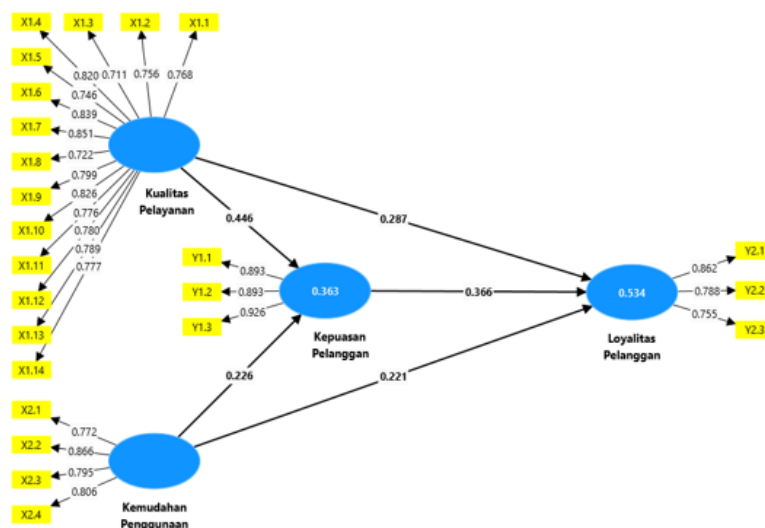 X1.4 X1.3 X1.2 X1.1
X1.5
X1.6
X1.7
X1.8
X1.9
X1.10
X1.11
X1.12
X1.13
X1.14
0.820 0.711 0.756 0.768
0.746
0.839
0.851
0.722
0.799
0.826
0.776
0.780
0.789
0.777
Kualitas
Pelayanan
0.446
0.287
Y1.1
Y1.2
Y1.3
0.893
0.893
0.926
0.363
Kepuasan
Pelanggan
0.366
0.534
Loyalitas
Pelanggan
0.862
0.788
0.755
Y2.1
Y2.2
Y2.3
0.226
0.221
X2.1
X2.2
X2.3
X2.4
0.772
0.866
0.795
0.806
Kemudahan
Penggunaan